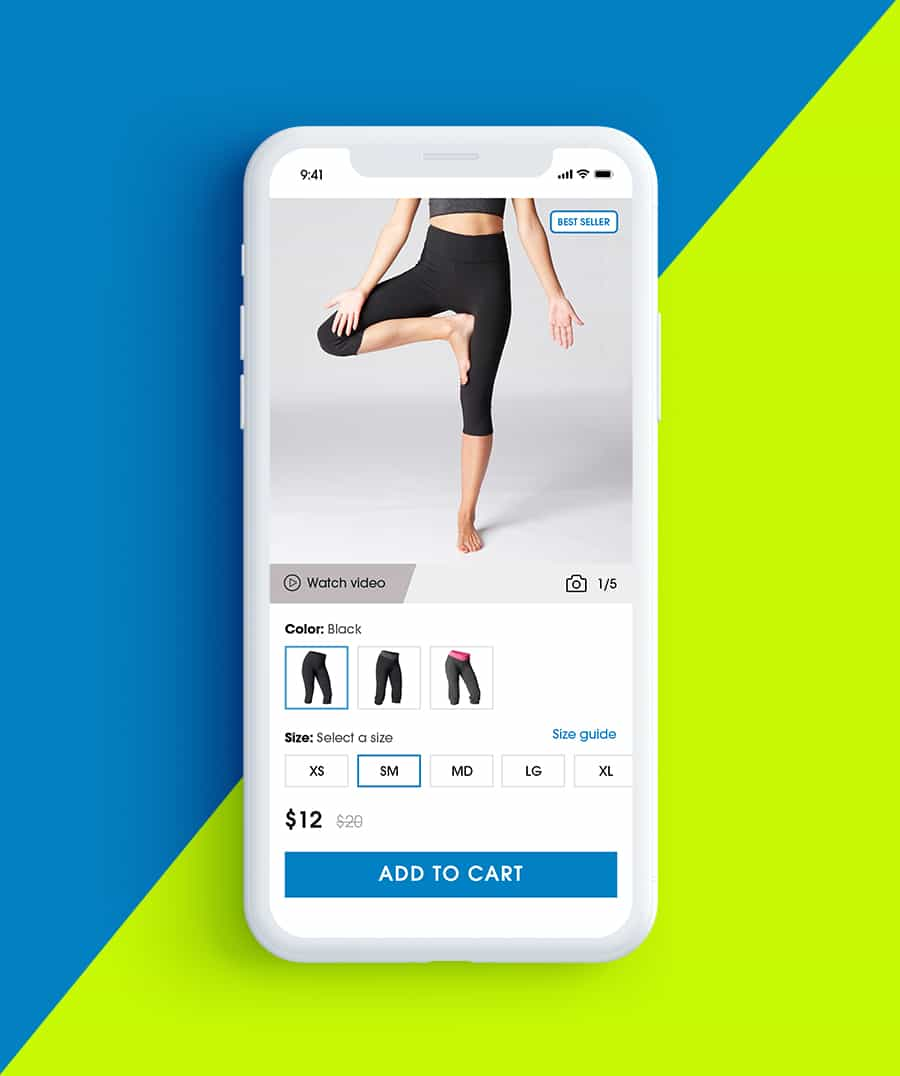 9:41
BEST SELLER
Watch video
1/5
Color: Black
Size: Select a size
Size guide
XS SM MD LG XL
$12 $20
ADD TO CART